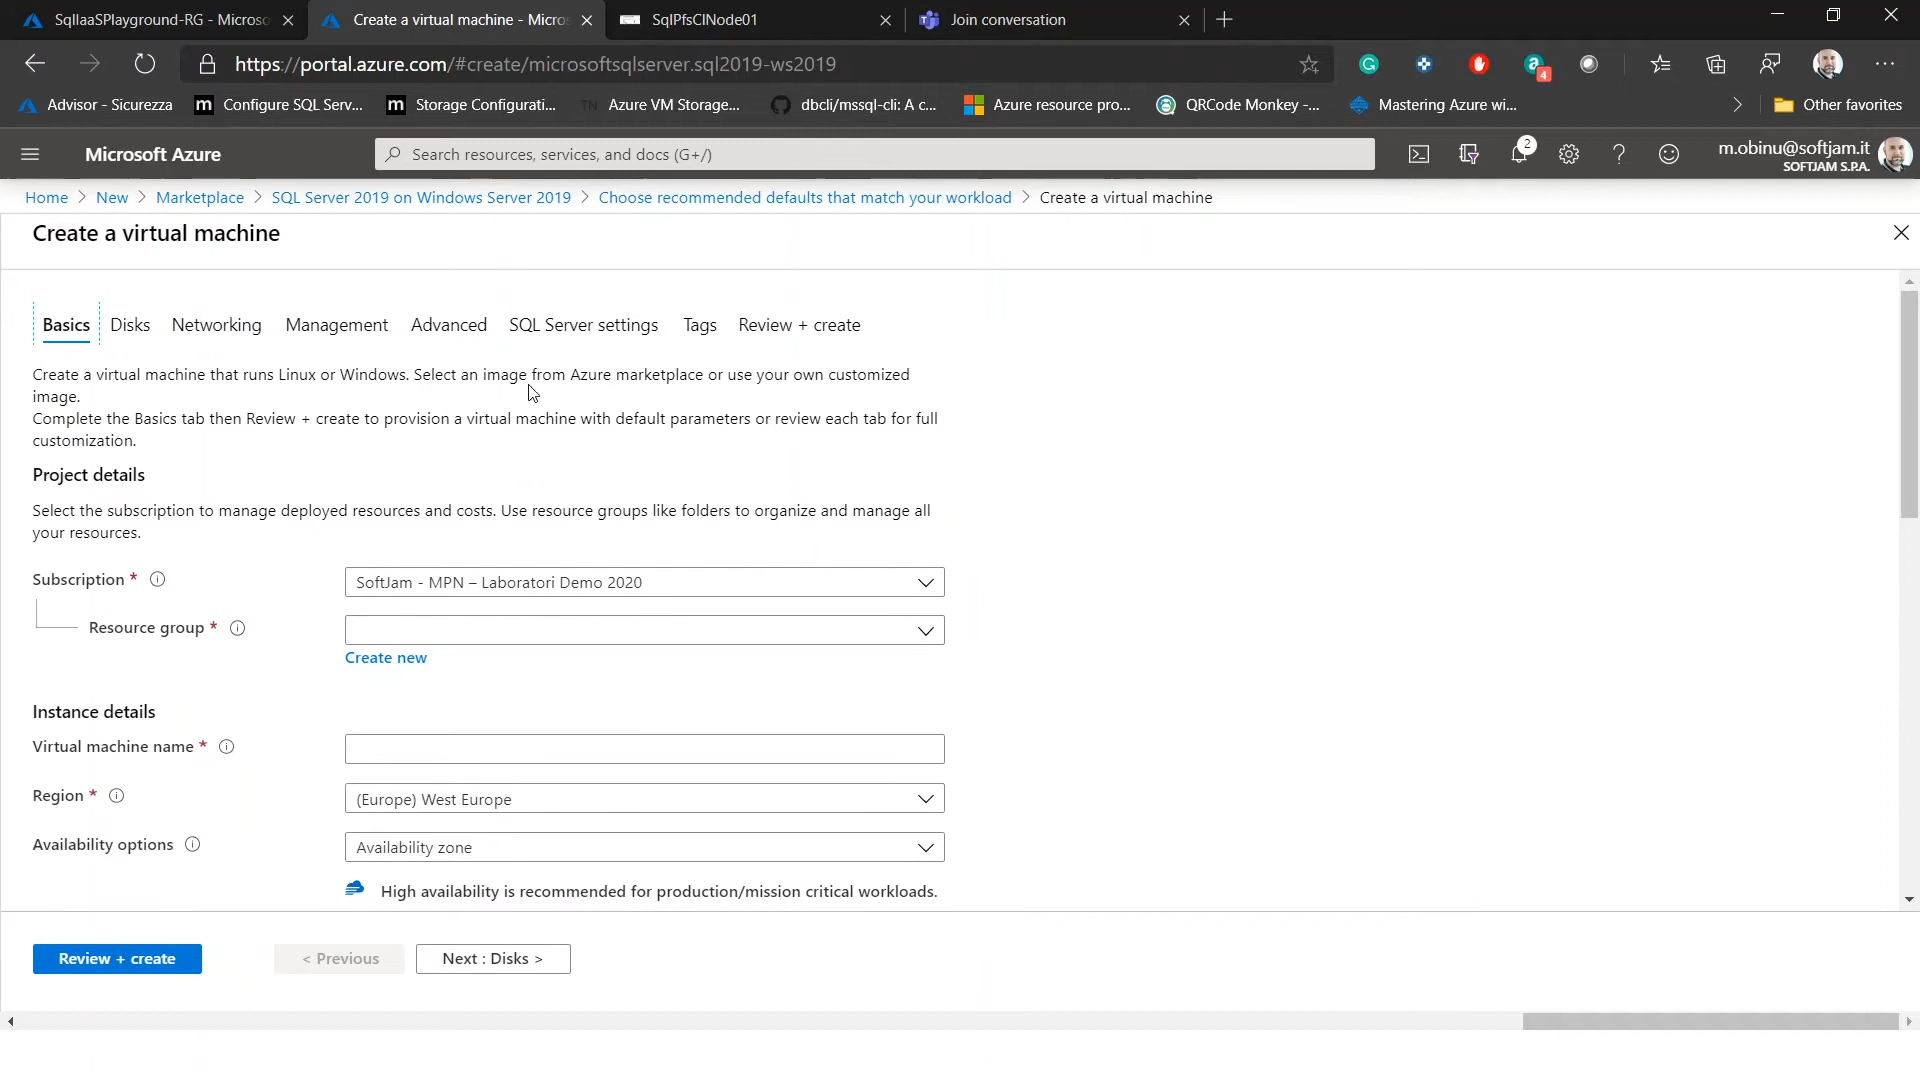 SqlIaaSPlayground-RG - Microso
Create a virtual machine - Micro
SqlPfsClNode01
Join conversation
https://portal.azure.com/#create/microsoftsqlserver.sql2019-ws2019
4
Advisor - Sicurezza
Configure SQL Serv...
Storage Configurati...
TN Azure VM Storage...
dbcli/mssql-cli: A c...
Azure resource pro...
QRCode Monkey -...
Mastering Azure wi...
Other favorites
Microsoft Azure
Search resources, services, and docs (G+/)
2
m.obinu@softjam.it
SOFTJAM S.P.A.
Home > New > Marketplace > SQL Server 2019 on Windows Server 2019 > Choose recommended defaults that match your workload > Create a virtual machine
Create a virtual machine
Basics Disks Networking Management Advanced SQL Server settings Tags Review + create
Create a virtual machine that runs Linux or Windows. Select an image from Azure marketplace or use your own customized
image.
Complete the Basics tab then Review + create to provision a virtual machine with default parameters or review each tab for full
customization.
Project details
Select the subscription to manage deployed resources and costs. Use resource groups like folders to organize and manage all
your resources.
Subscription *
SoftJam - MPN – Laboratori Demo 2020
Resource group *
Create new
Instance details
Virtual machine name *
Region *
(Europe) West Europe
Availability options
Availability zone
High availability is recommended for production/mission critical workloads.
Review + create
< Previous
Next : Disks >